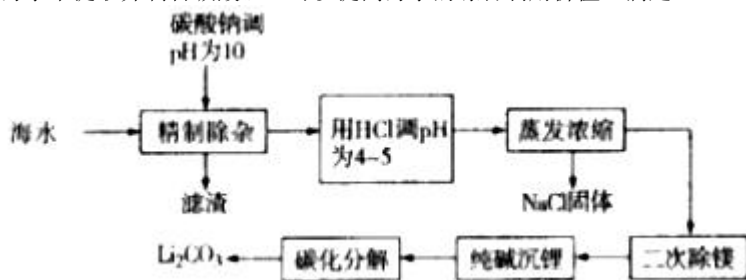 碳酸钠调
pH为10
海水
精制除杂
用HCl调pH
为4~5
蒸发浓缩
滤渣
NaCl固体
Li₂CO₃
碳化分解
纯碱沉锂
二次除镁